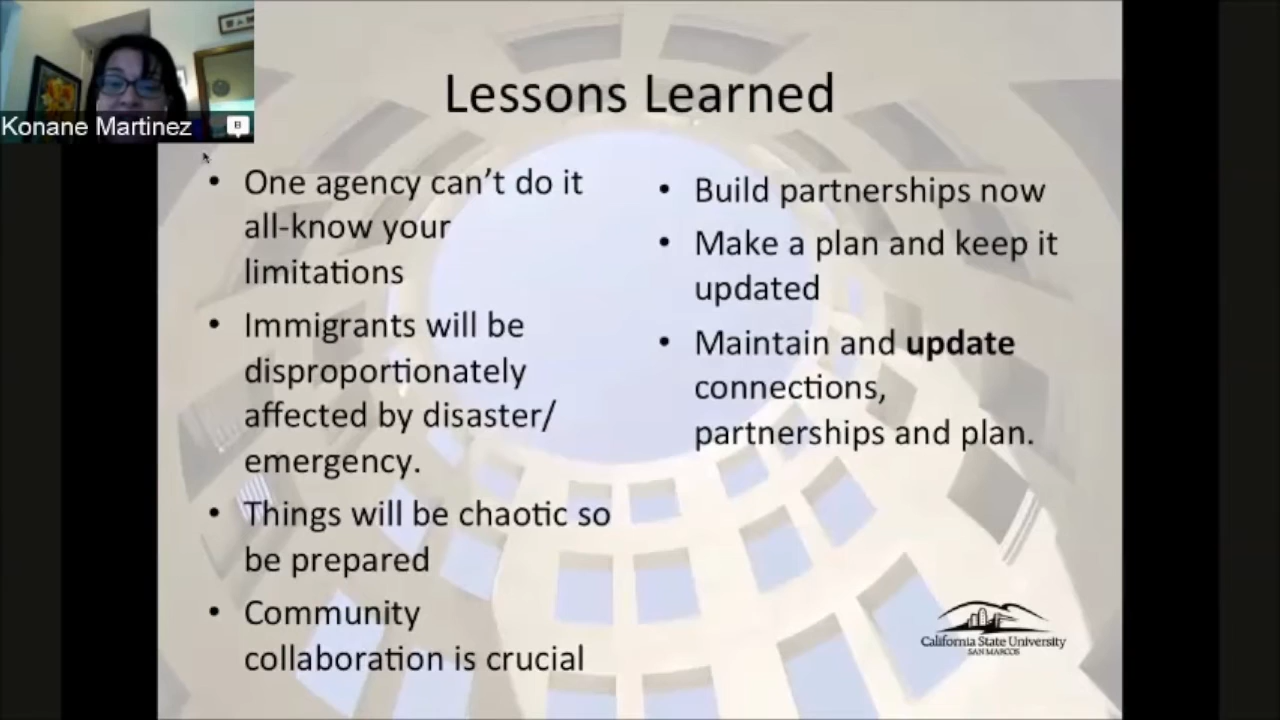 Konane Martinez
Lessons Learned
• One agency can't do it
all-know your
limitations
• Immigrants will be
disproportionately
affected by disaster/
emergency.
• Things will be chaotic so
be prepared
• Community
collaboration is crucial
• Build partnerships now
• Make a plan and keep it
updated
• Maintain and update
connections,
partnerships and plan.
California State University
SAN MARCOS